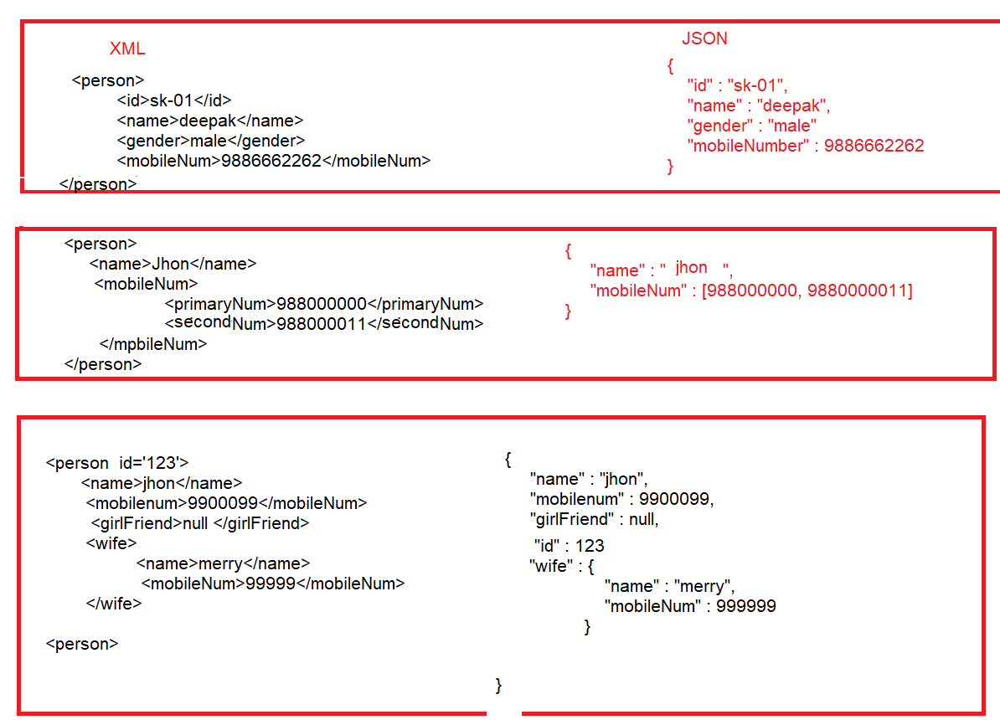 XML
<person>
<id>sk-01</id>
<name>deepak</name>
<gender>male</gender>
<mobileNum>9886662262</mobileNum>
</person>
JSON
{
"id" : "sk-01",
"name" : "deepak",
"gender" : "male"
"mobileNumber" : 9886662262
}
<person>
<name>Jhon</name>
<mobileNum>
<primaryNum>988000000</primaryNum>
<secondNum>988000011</secondNum>
</mpbileNum>
</person>
{
"name" : " jhon ",
"mobileNum" : [988000000, 9880000011]
}
<person id='123'>
<name>jhon</name>
<mobilenum>9900099</mobileNum>
<girlFriend>null </girlFriend>
<wife>
<name>merry</name>
<mobileNum>99999</mobileNum>
</wife>
<person>
{
"name" : "jhon",
"mobilenum" : 9900099,
"girlFriend" : null,
"id" : 123
"wife" : {
"name" : "merry",
"mobileNum" : 999999
}
}